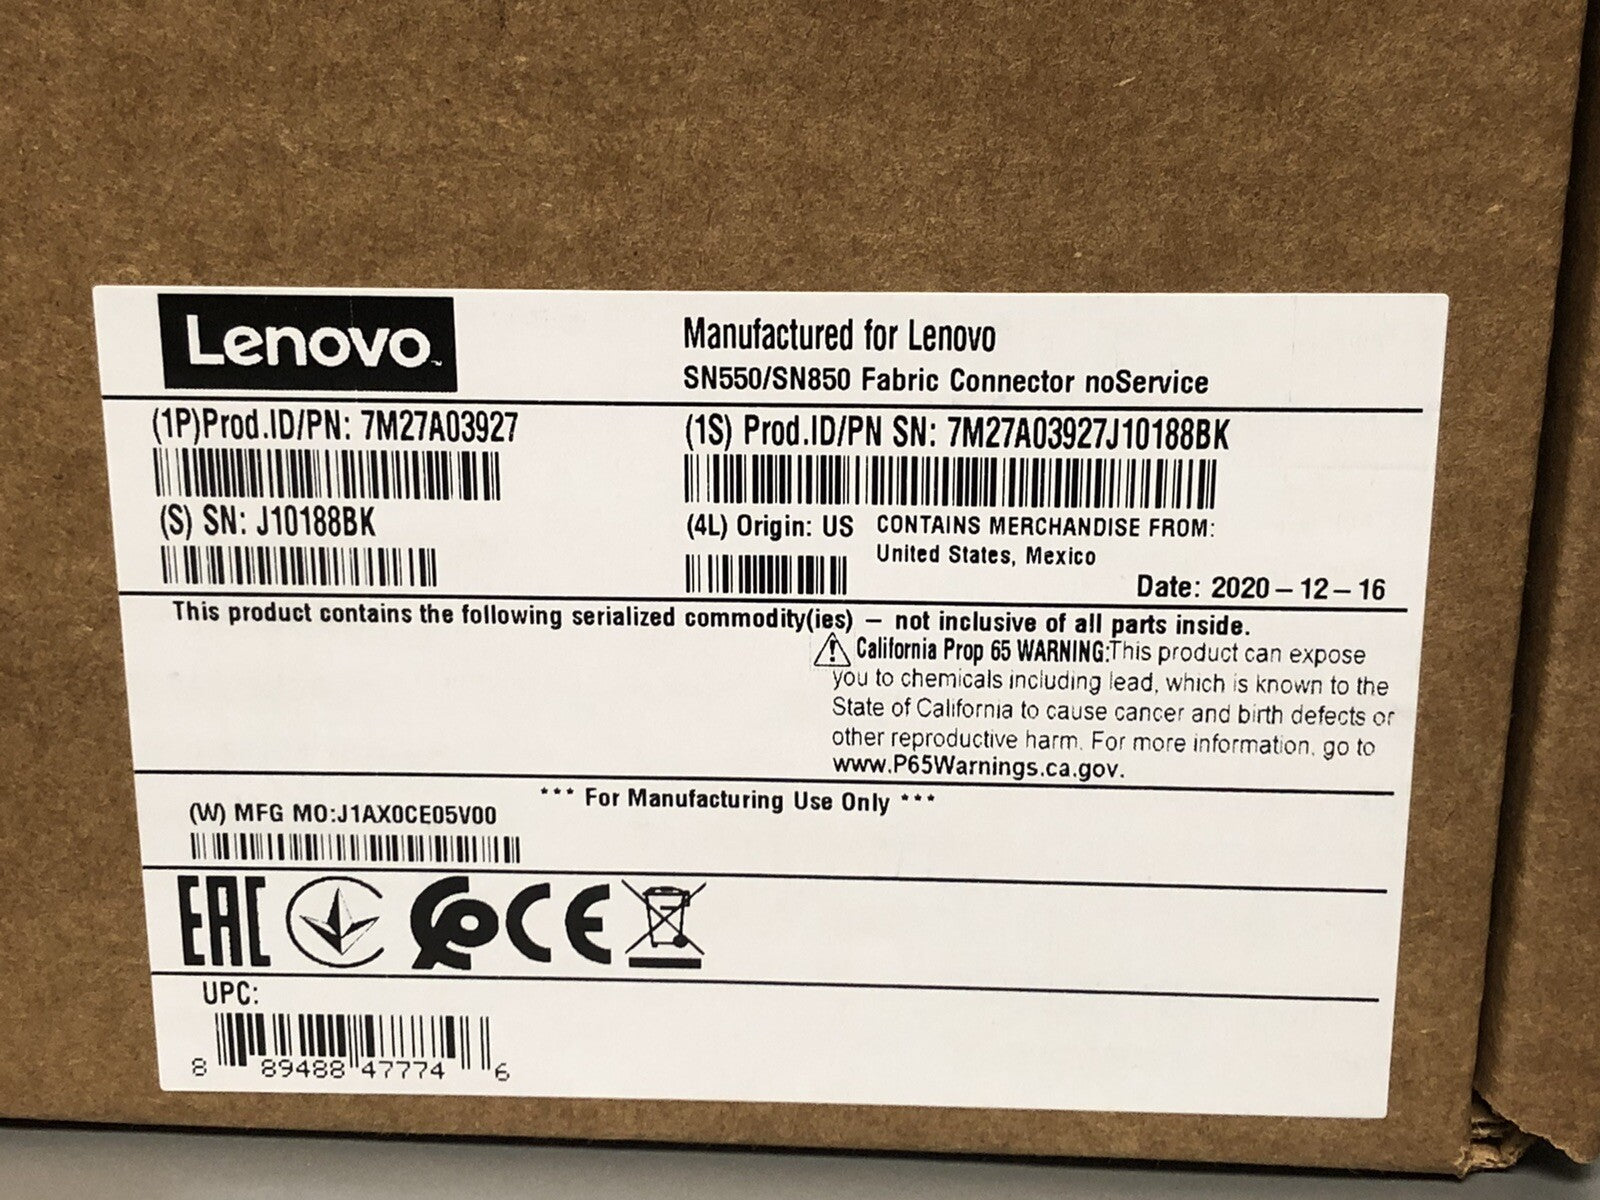 Lenovo
Manufactured for Lenovo
SN550/SN850 Fabric Connector noService
(1P)Prod.ID/PN: 7M27A03927
(1S) Prod.ID/PN SN: 7M27A03927J10188BK
(S) SN: J10188BK
(4L) Origin: US
CONTAINS MERCHANDISE FROM:
United States, Mexico
Date: 2020-12-16
This product contains the following serialized commodity(ies) — not inclusive of all parts inside.
California Prop 65 WARNING:This product can expose
you to chemicals including lead, which is known to the
State of California to cause cancer and birth defects or
other reproductive harm. For more information, go to
www.P65Warnings.ca.gov.
*** For Manufacturing Use Only ***
(W) MFG MO:J1AX0CE05V00
EAC
CE
UPC:
8 89488 47774 6